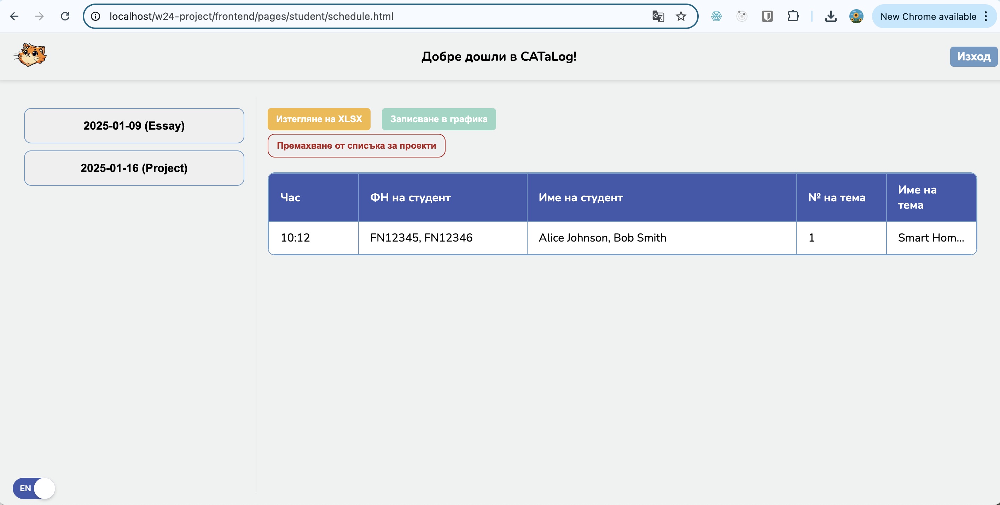 localhost/w24-project/frontend/pages/student/schedule.html
New Chrome available
Добре дошли в CATaLog!
Изход
2025-01-09 (Essay)
2025-01-16 (Project)
Изтегляне на XLSX
Записване в графика
Премахване от списъка за проекти
Час
ФН на студент
Име на студент
№ на тема
Име на
тема
10:12
FN12345, FN12346
Alice Johnson, Bob Smith
1
Smart Hom...
EN